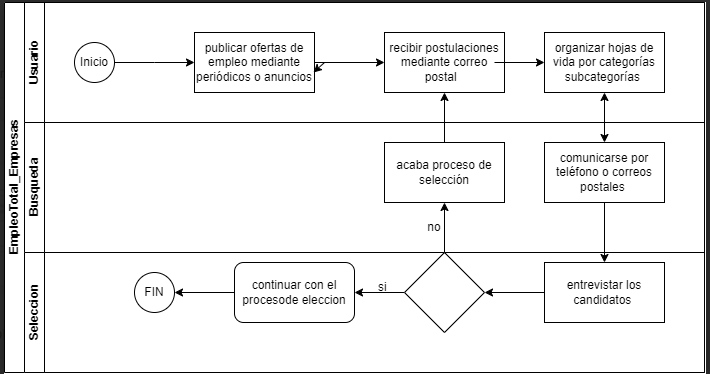 EmpleoTotal_Empresas
Usuario
Inicio
publicar ofertas de
empleo mediante
periódicos o anuncios
recibir postulaciones
mediante correo
postal
organizar hojas de
vida por categorías
subcategorías
Busqueda
acaba proceso de
selección
comunicarse por
teléfono o correos
postales
no
Seleccion
FIN
continuar con el
procesode eleccion
si
entrevistar los
candidatos